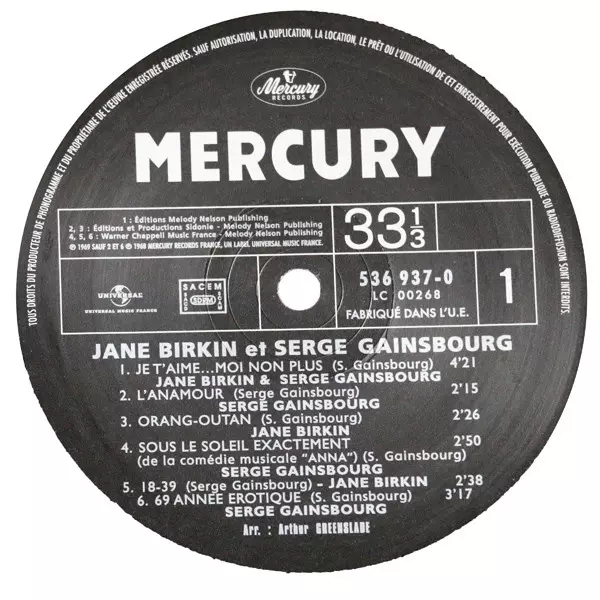 TOUS DROITS DU PRODUCTEUR DE PHONOGRAMME ET DU PROPRIÉTAIRE DE L'ŒUVRE ENREGISTRÉE RÉSERVÉS. SAUF AUTORISATION, LA DUPLICATION, LA LOCATION, LE PRÊT OU L'UTILISATION DE CET ENREGISTREMENT POUR EXÉCUTION PUBLIQUE OU RADIODIFFUSION SONT INTERDITS.
Mercury
RECORDS
MERCURY
1 : Éditions Melody Nelson Publishing
2, 3 : Éditions et Productions Sidonie - Melody Nelson Publishing
4, 5, 6 : Warner Chappell Music France - Melody Nelson Publishing
℗ 1969 SAUF 2 ET 6 ℗ 1968 MERCURY RECORDS FRANCE, UN LABEL UNIVERSAL MUSIC FRANCE.
33 1/3
UNIVERSAL
UNIVERSAL MUSIC FRANCE
SACEM
SACD SDRM SCAM
536 937-0
LC 00268
FABRIQUÉ DANS L'U.E.
1
JANE BIRKIN et SERGE GAINSBOURG
1. JE T'AIME...MOI NON PLUS (S. Gainsbourg) 4'21
JANE BIRKIN & SERGE GAINSBOURG
2. L'ANAMOUR (Serge Gainsbourg) 2'15
SERGE GAINSBOURG
3. ORANG-OUTAN (S. Gainsbourg) 2'26
JANE BIRKIN
4. SOUS LE SOLEIL EXACTEMENT 2'50
(de la comédie musicale "ANNA") (S. Gainsbourg)
SERGE GAINSBOURG
5. 18-39 (Serge Gainsbourg) - JANE BIRKIN 2'38
6. 69 ANNÉE EROTIQUE (S. Gainsbourg) 3'17
SERGE GAINSBOURG
Arr. : Arthur GREENSLADE